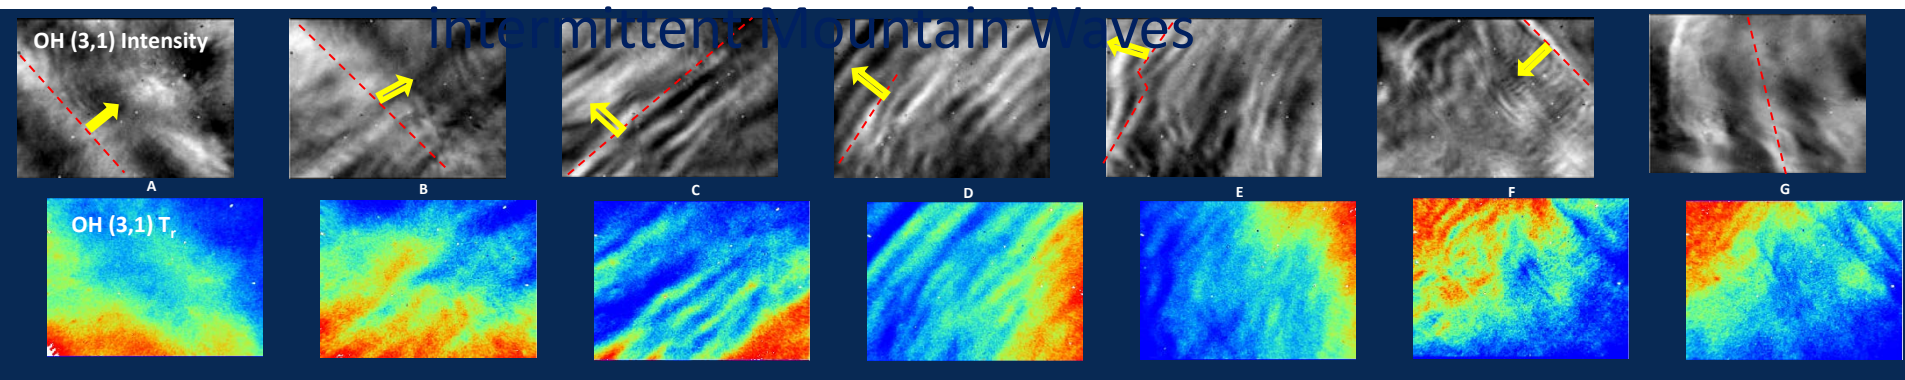 Intermittent Mountain Waves
OH (3,1) Intensity
A
B
C
D
E
F
G
OH (3,1) Tr